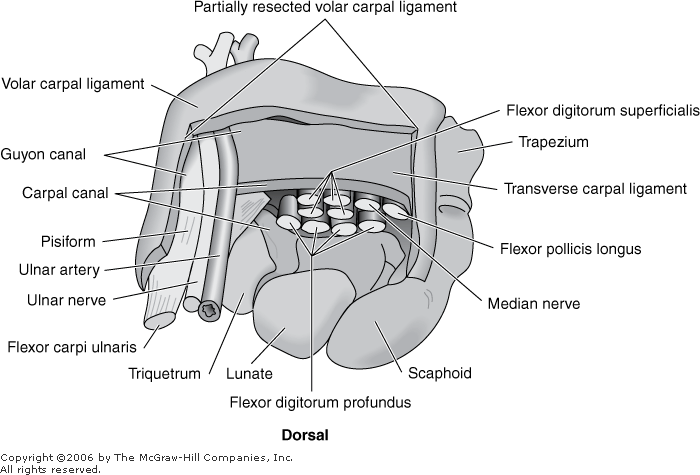 Partially resected volar carpal ligament
Volar carpal ligament
Flexor digitorum superficialis
Trapezium
Guyon canal
Carpal canal
Transverse carpal ligament
Pisiform
Flexor pollicis longus
Ulnar artery
Ulnar nerve
Median nerve
Flexor carpi ulnaris
Triquetrum
Lunate
Scaphoid
Flexor digitorum profundus
Dorsal
Copyright ©2006 by The McGraw-Hill Companies, Inc.
All rights reserved.